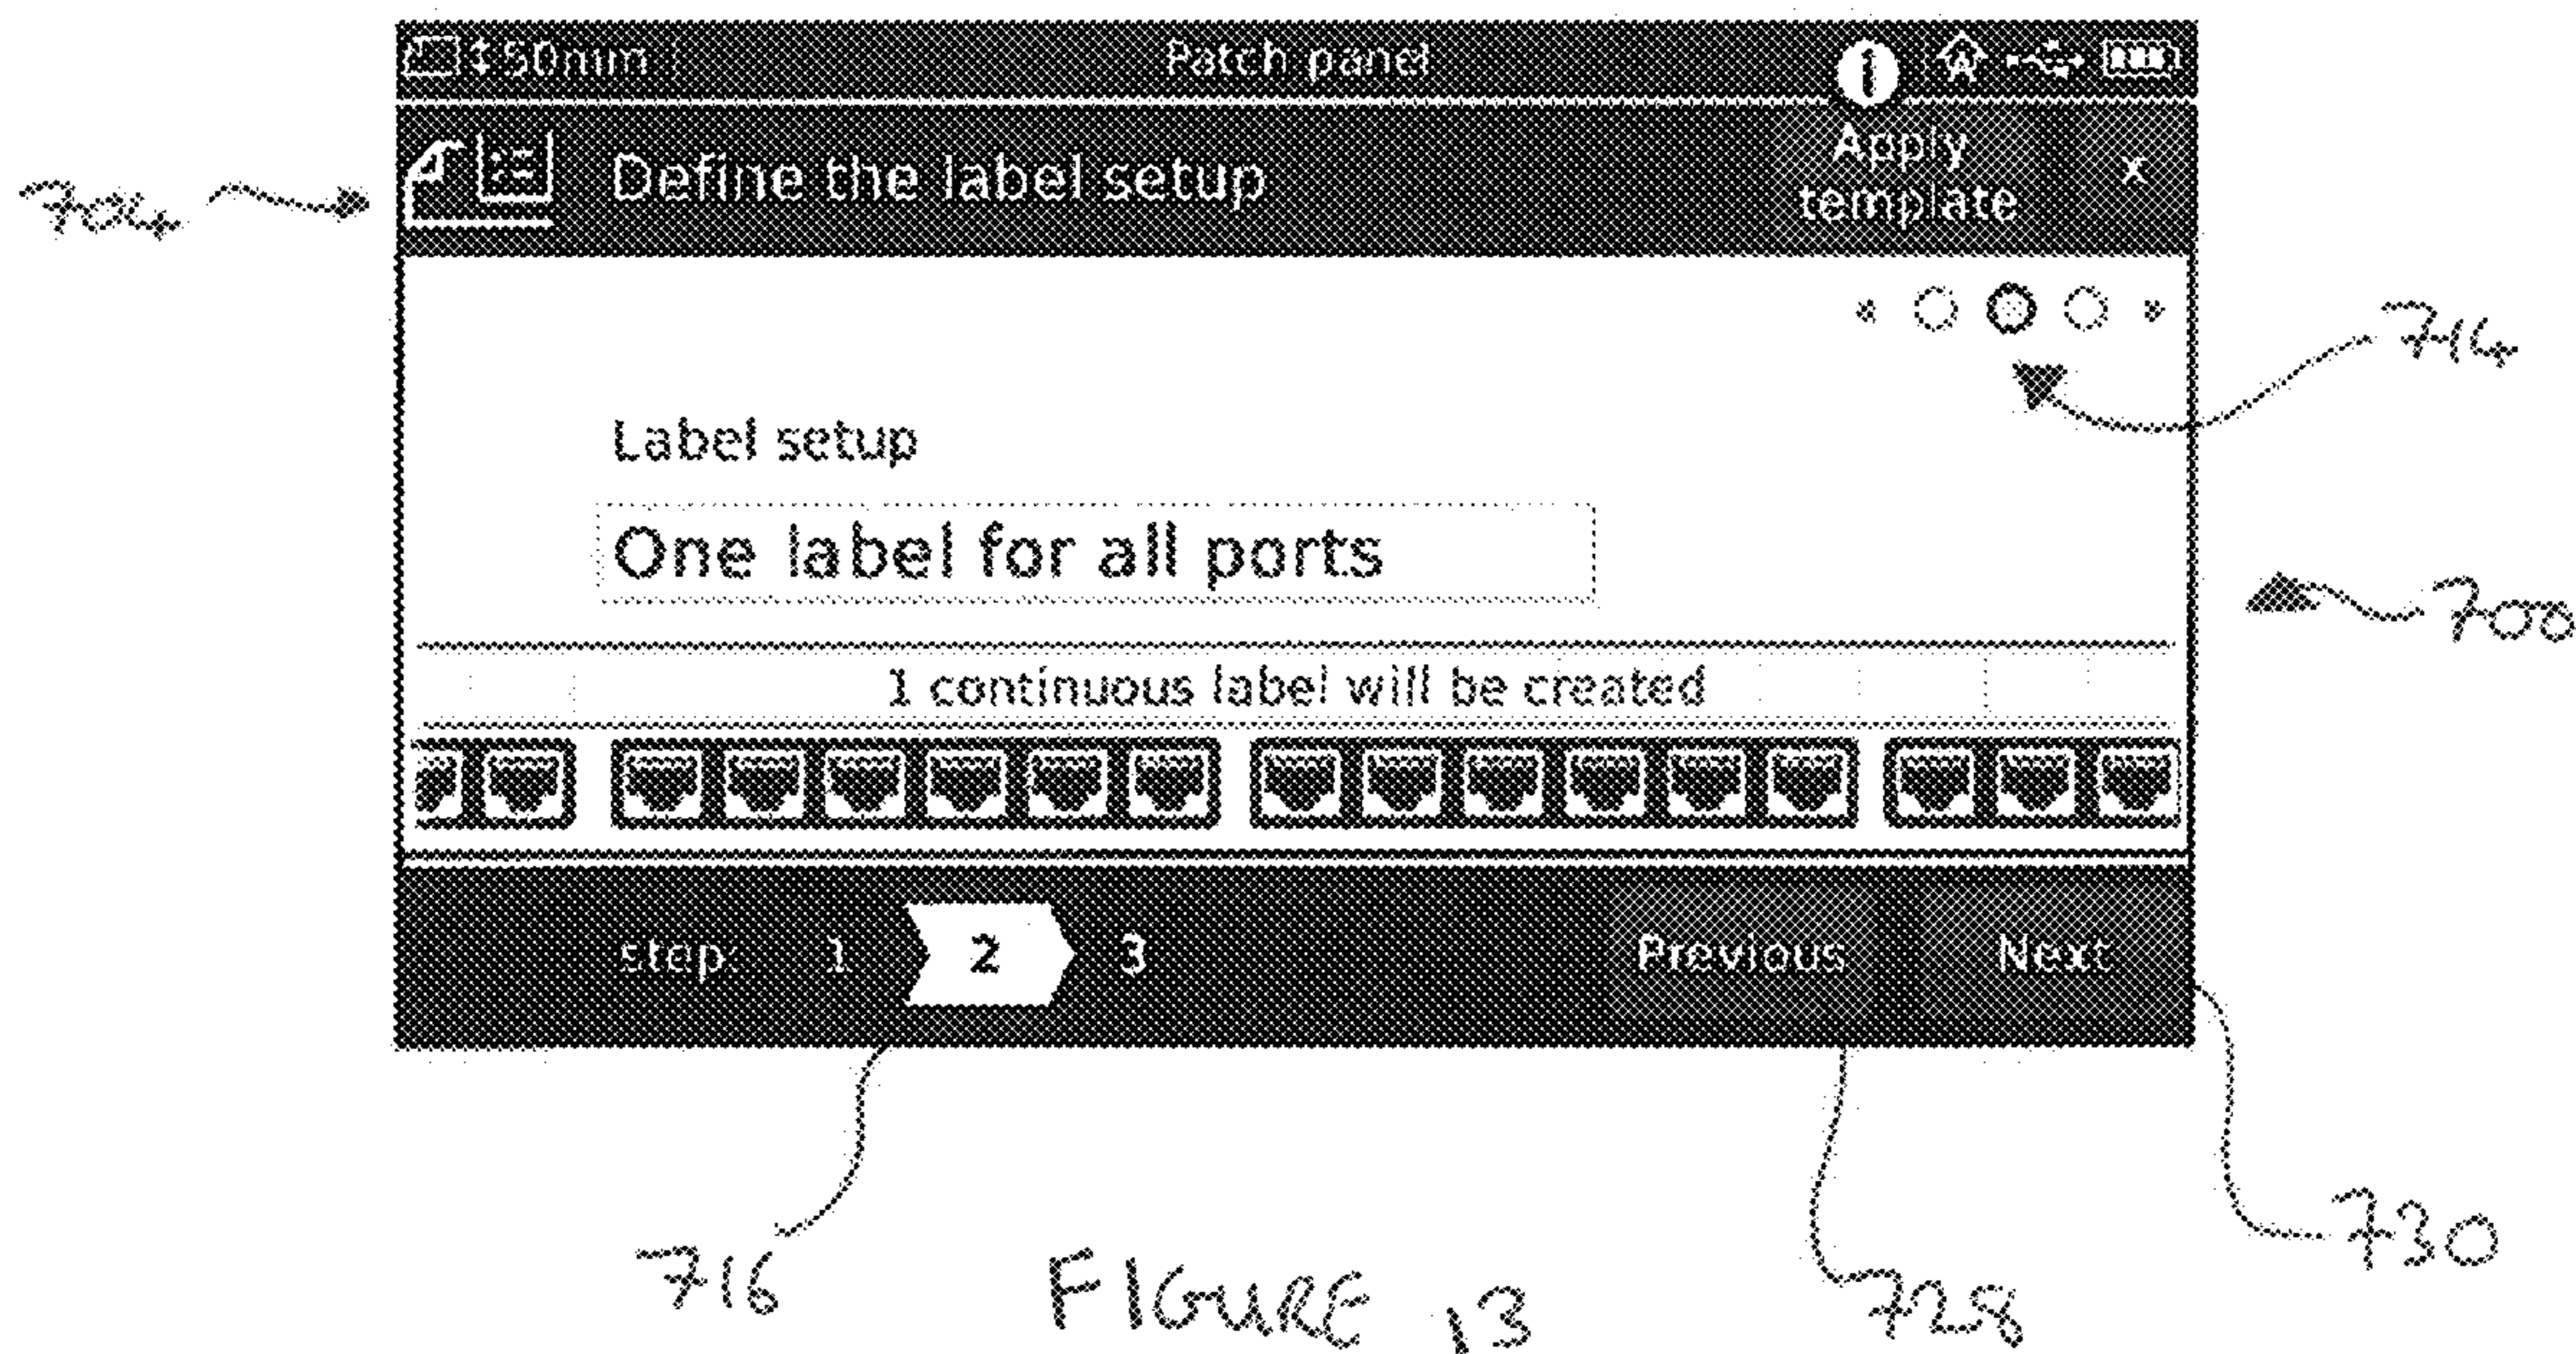 50mm Patch panel 1
Define the label setup
Apply
template
x
704
714
Label setup
One label for all ports
700
1 continuous label will be created
step: 1 2 3 Previous Next
716
728
730
FIGURE 13